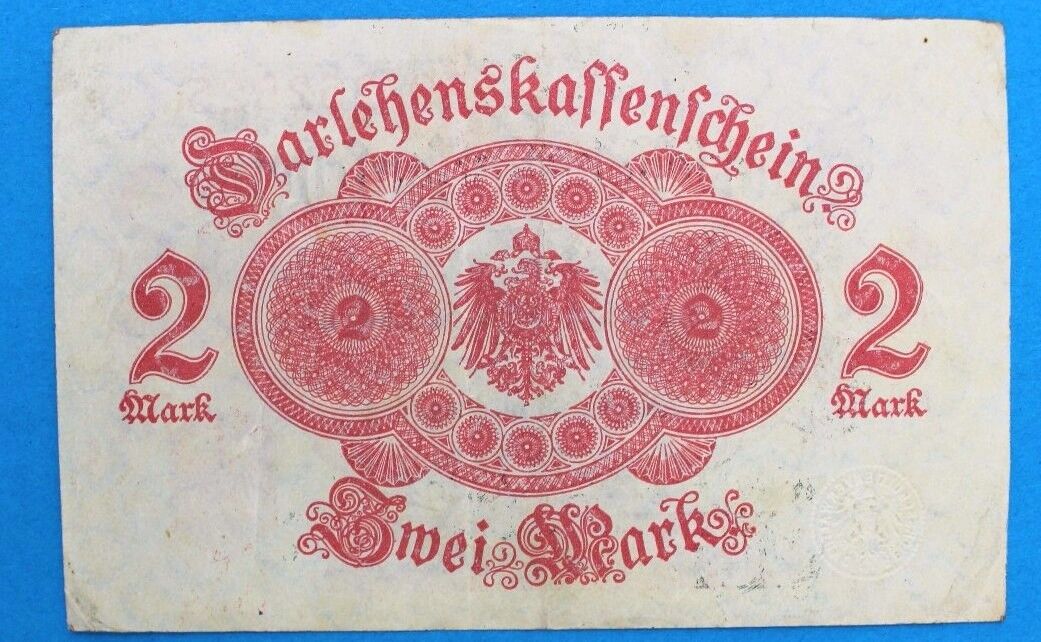 Darlehenskassenschein
2 2 2 2
Mark Mark
Zwei Mark